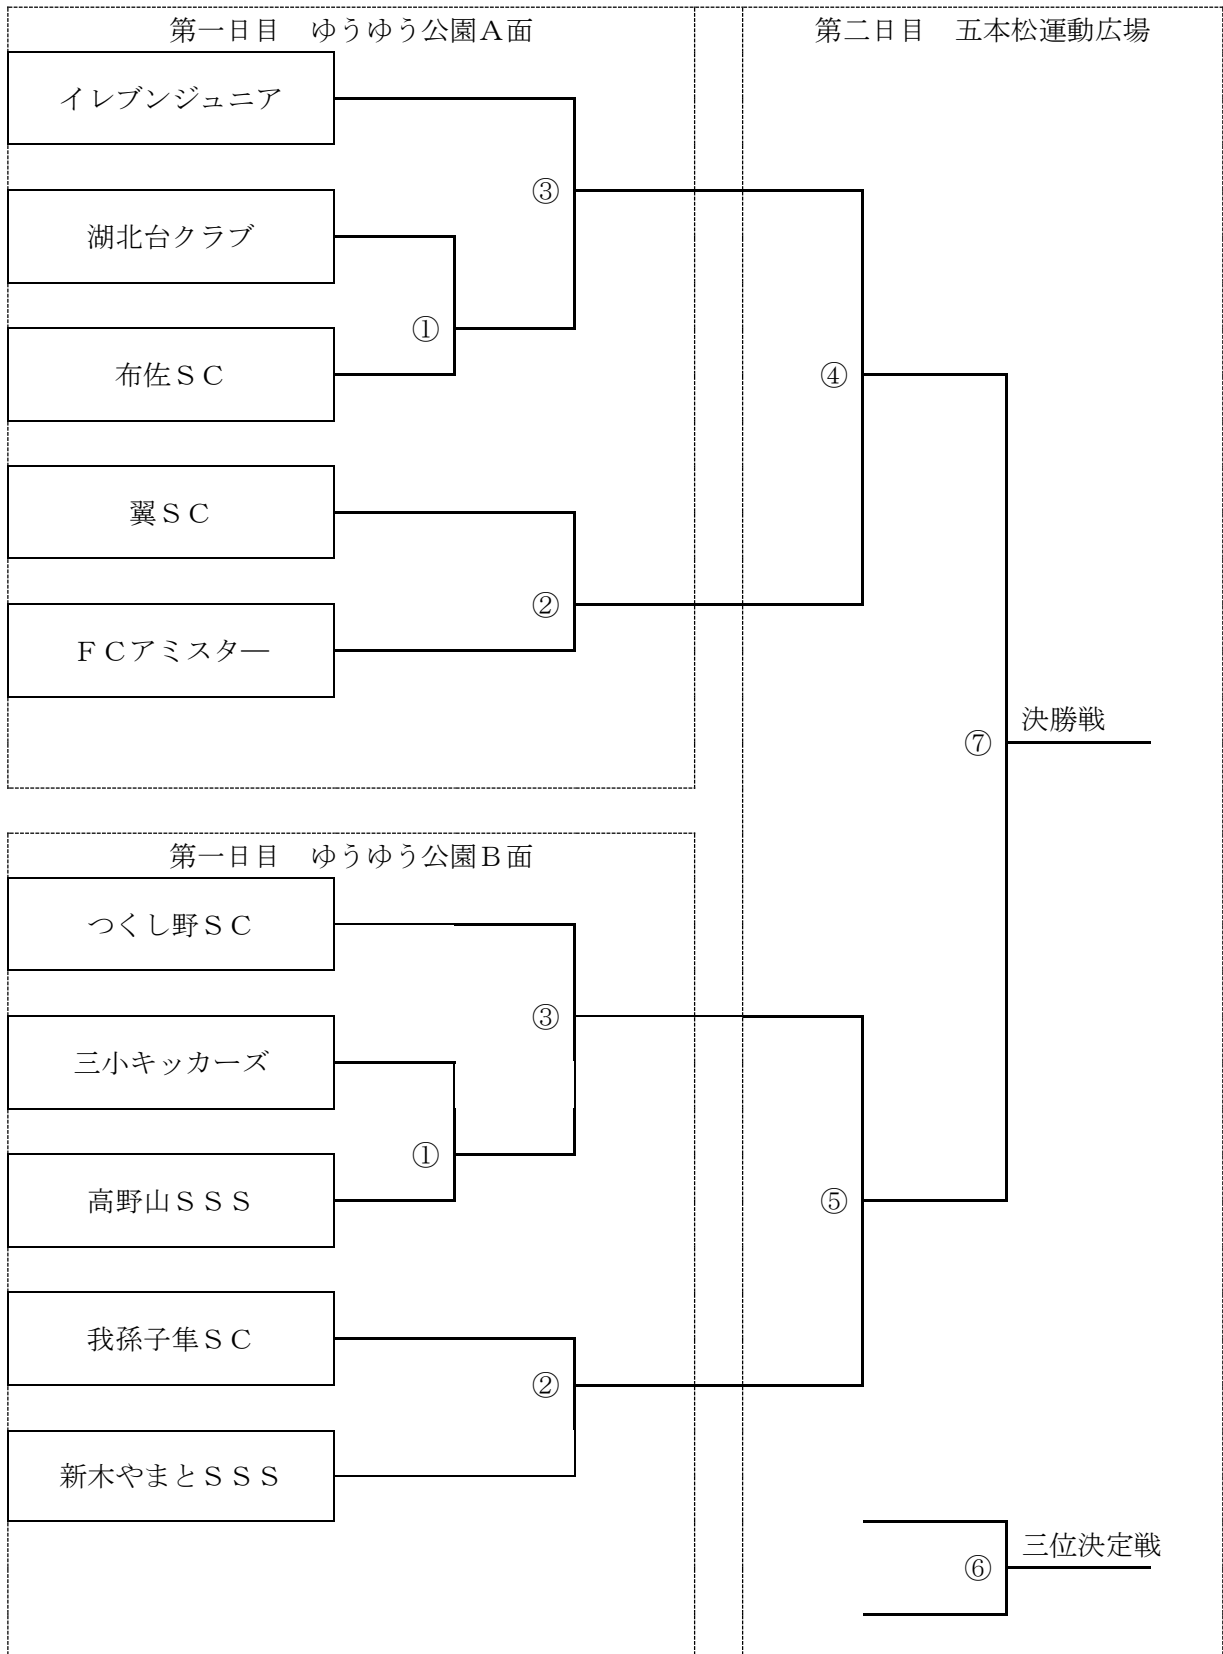 第一日目　ゆうゆう公園Ａ面
第二日目　五本松運動広場
イレブンジュニア
③
湖北台クラブ
①
布佐ＳＣ
④
翼ＳＣ
②
ＦＣアミスタ―
決勝戦
⑦
第一日目　ゆうゆう公園Ｂ面
つくし野ＳＣ
③
三小キッカーズ
①
高野山ＳＳＳ
⑤
我孫子隼ＳＣ
②
新木やまとＳＳＳ
三位決定戦
⑥